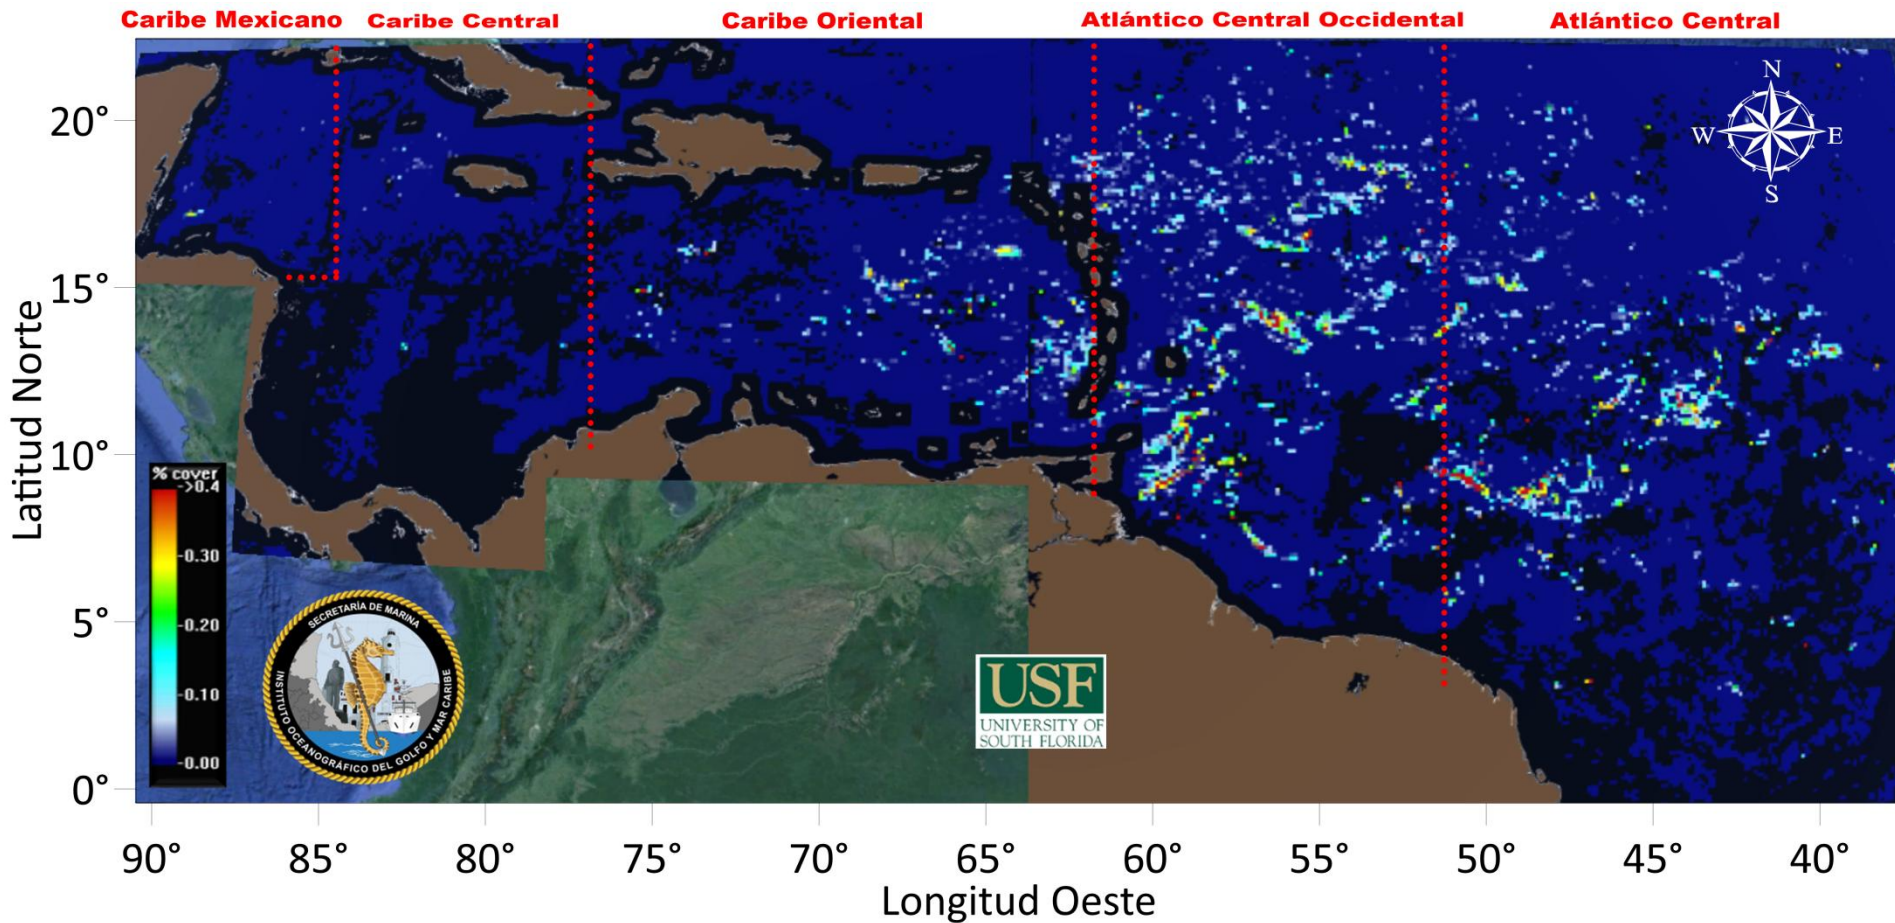 Caribe Mexicano
Caribe Central
Caribe Oriental
Atlántico Central Occidental
Atlántico Central
N
W
E
S
Latitud Norte
20°
15°
10°
5°
0°
% cover
->0.4
-0.30
-0.20
-0.10
-0.00
SECRETARÍA DE MARINA
INSTITUTO OCEANOGRÁFICO DEL GOLFO Y MAR CARIBE
USF
UNIVERSITY OF
SOUTH FLORIDA
90°
85°
80°
75°
70°
65°
60°
55°
50°
45°
40°
Longitud Oeste